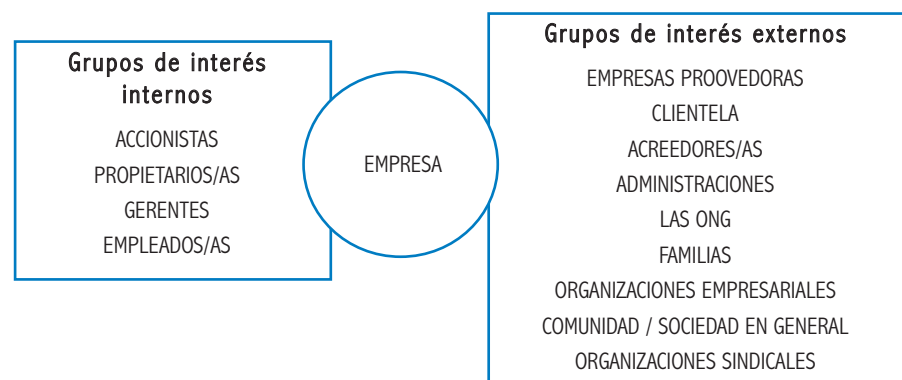 Grupos de interés
internos
ACCIONISTAS
PROPIETARIOS/AS
GERENTES
EMPLEADOS/AS
EMPRESA
Grupos de interés externos
EMPRESAS PROOVEDORAS
CLIENTELA
ACREEDORES/AS
ADMINISTRACIONES
LAS ONG
FAMILIAS
ORGANIZACIONES EMPRESARIALES
COMUNIDAD / SOCIEDAD EN GENERAL
ORGANIZACIONES SINDICALES